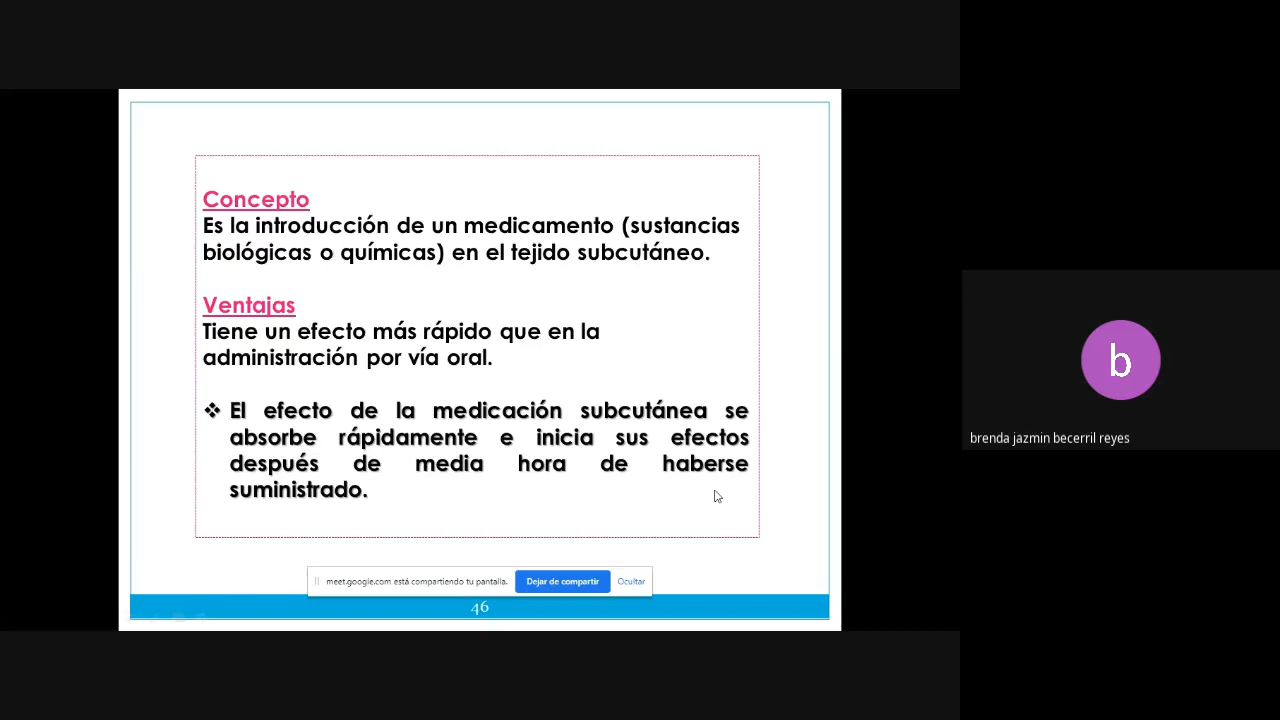 Concepto
Es la introducción de un medicamento (sustancias
biológicas o químicas) en el tejido subcutáneo.
Ventajas
Tiene un efecto más rápido que en la
administración por vía oral.
❖ El efecto de la medicación subcutánea se
absorbe rápidamente e inicia sus efectos
después de media hora de haberse
suministrado.
meet.google.com está compartiendo tu pantalla. Dejar de compartir Ocultar
46
b
brenda jazmin becerril reyes